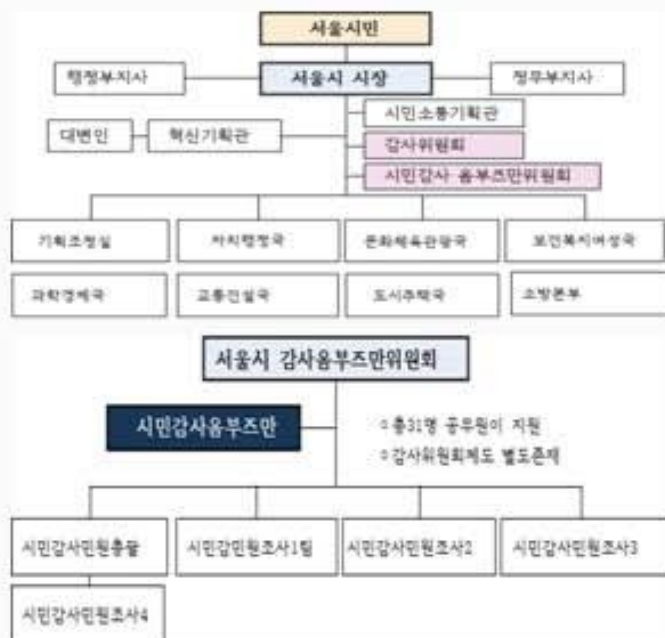 서울시민
행정부지사
서울시 시장
정무부지사
시민소통기획관
대변인
혁신기획관
감사위원회
시민감사 옴부즈만위원회
기획조정실
자치행정국
문화체육관광국
보건복지여성국
과학경제국
교통건설국
도시주택국
소방본부
서울시 감사옴부즈만위원회
시민감사옴부즈만
총31명 공무원이 지원
감사위원회제도 별도존재
시민감사민원총괄
시민감민원조사1팀
시민감사민원조사2
시민감사민원조사3
시민감사민원조사4